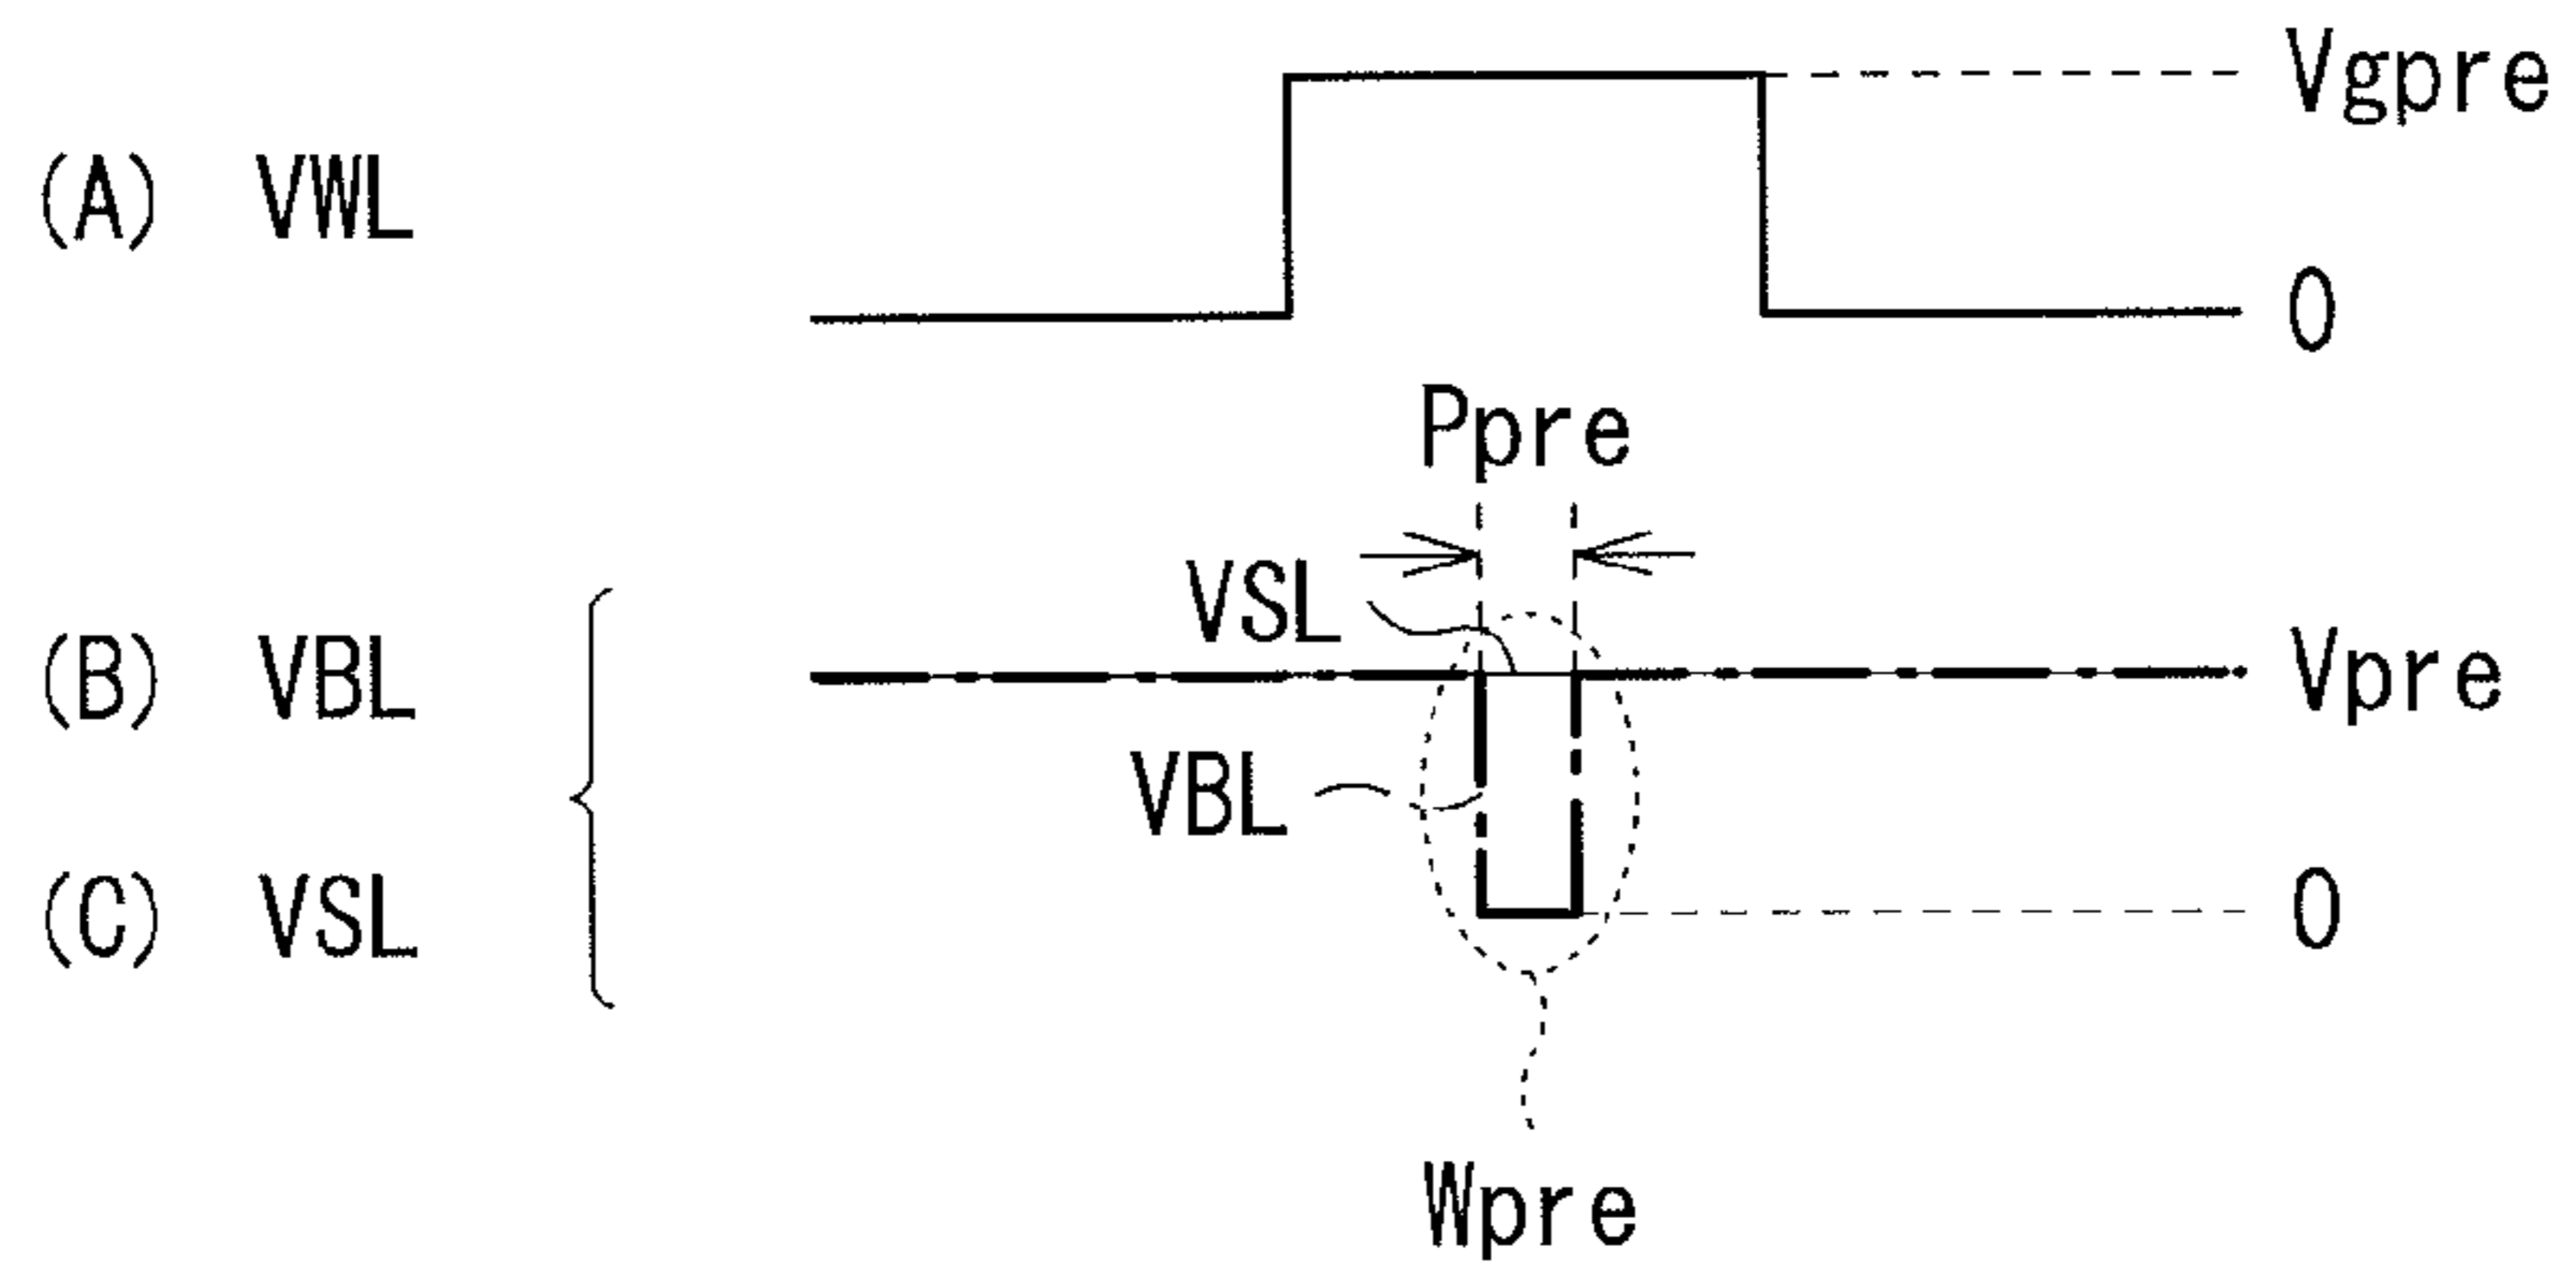 Vgpre
(A) VWL
0
Ppre
VSL
(B) VBL
Vpre
VBL
(C) VSL
0
Wpre